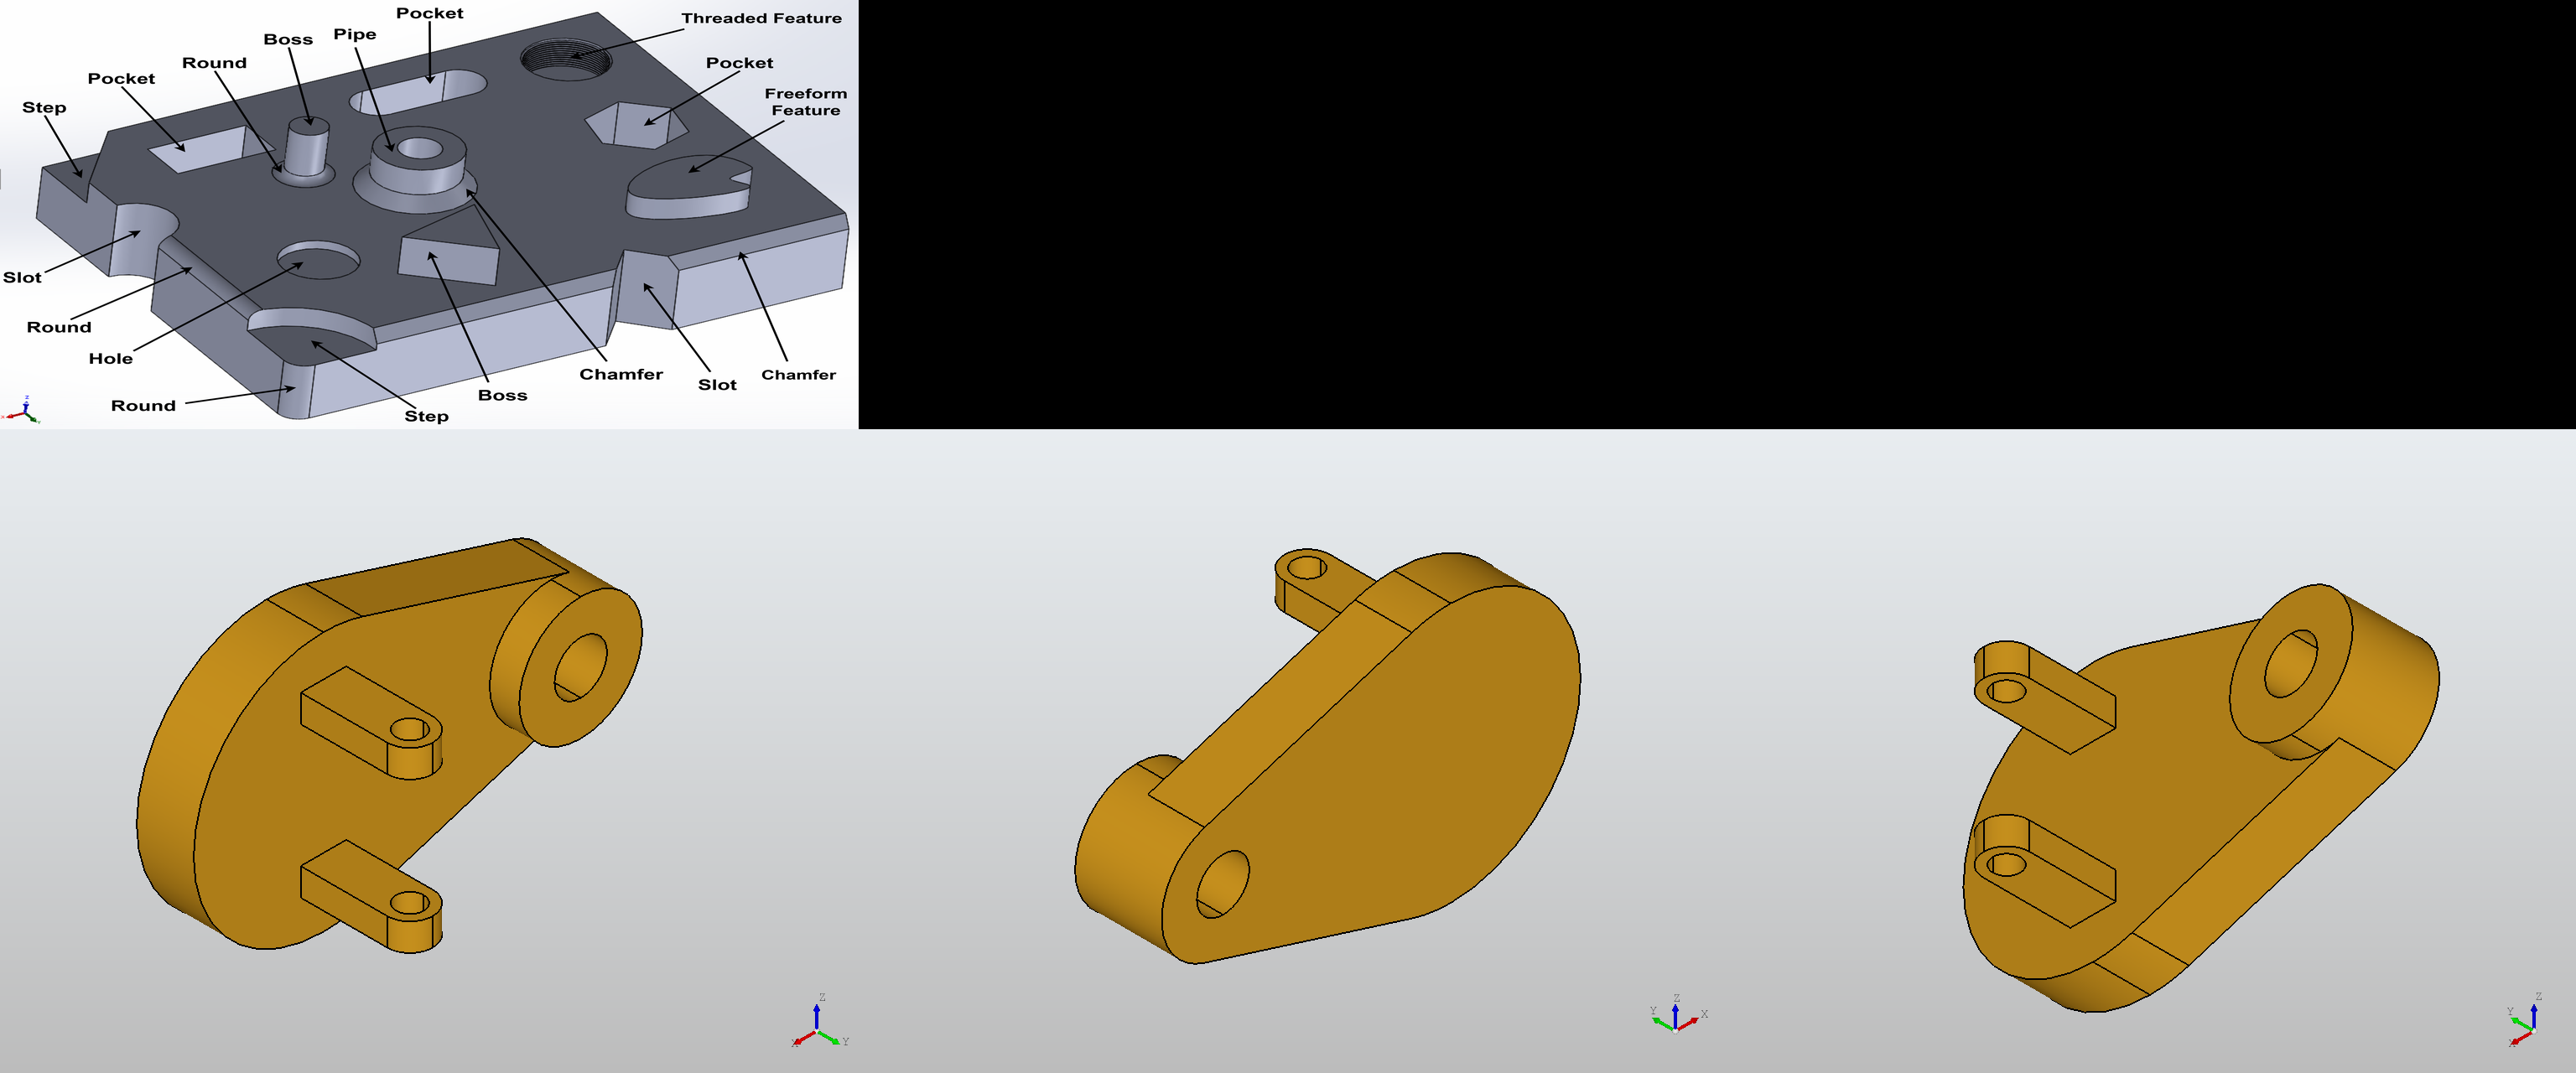 Pocket
Threaded Feature
Boss
Pipe
Round
Pocket
Pocket
Freeform
Feature
Step
Slot
Round
Hole
Chamfer
Slot
Chamfer
Boss
Round
Step
Z
X
Y
Z
Y
X
Z
Y
X